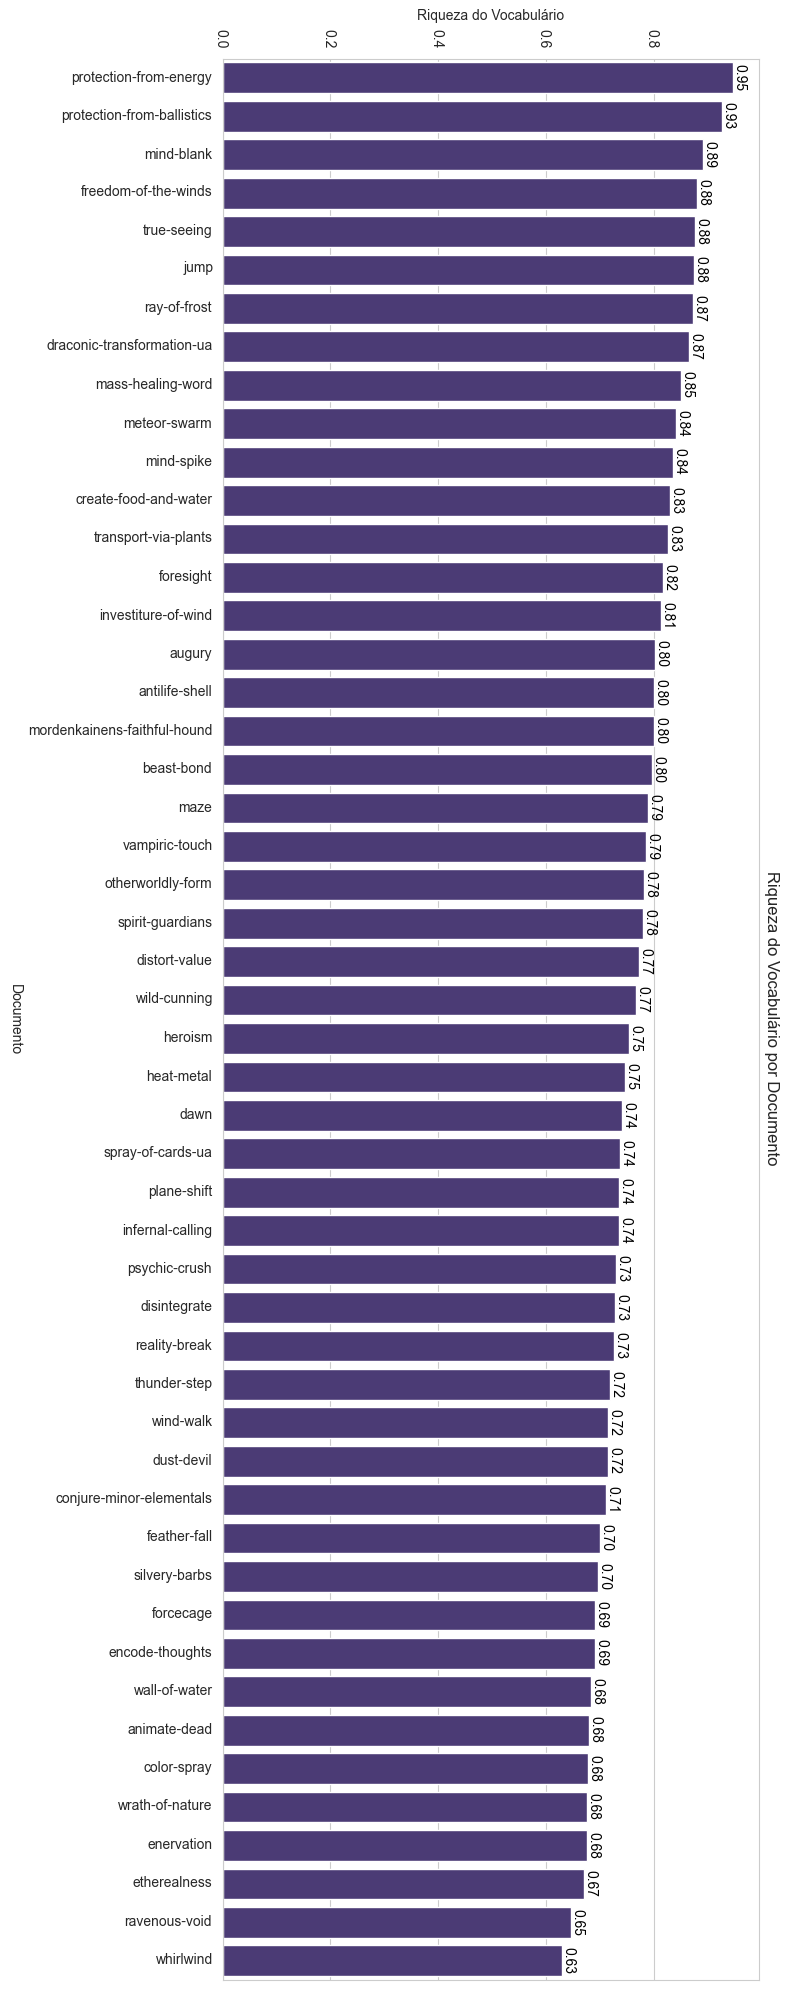 Riqueza do Vocabulário por Documento
Riqueza do Vocabulário
0.0
0.2
0.4
0.6
0.8
protection-from-energy 0.95
protection-from-ballistics 0.93
mind-blank 0.89
freedom-of-the-winds 0.88
true-seeing 0.88
jump 0.88
ray-of-frost 0.87
draconic-transformation-ua 0.87
mass-healing-word 0.85
meteor-swarm 0.84
mind-spike 0.84
create-food-and-water 0.83
transport-via-plants 0.83
foresight 0.82
investiture-of-wind 0.81
augury 0.80
antilife-shell 0.80
mordenkainens-faithful-hound 0.80
beast-bond 0.80
maze 0.79
vampiric-touch 0.79
otherworldly-form 0.78
spirit-guardians 0.78
distort-value 0.77
wild-cunning 0.77
heroism 0.75
heat-metal 0.75
dawn 0.74
spray-of-cards-ua 0.74
plane-shift 0.74
infernal-calling 0.74
psychic-crush 0.73
disintegrate 0.73
reality-break 0.73
thunder-step 0.72
wind-walk 0.72
dust-devil 0.72
conjure-minor-elementals 0.71
feather-fall 0.70
silvery-barbs 0.70
forcecage 0.69
encode-thoughts 0.69
wall-of-water 0.68
animate-dead 0.68
color-spray 0.68
wrath-of-nature 0.68
enervation 0.68
etherealness 0.67
ravenous-void 0.65
whirlwind 0.63
Documento